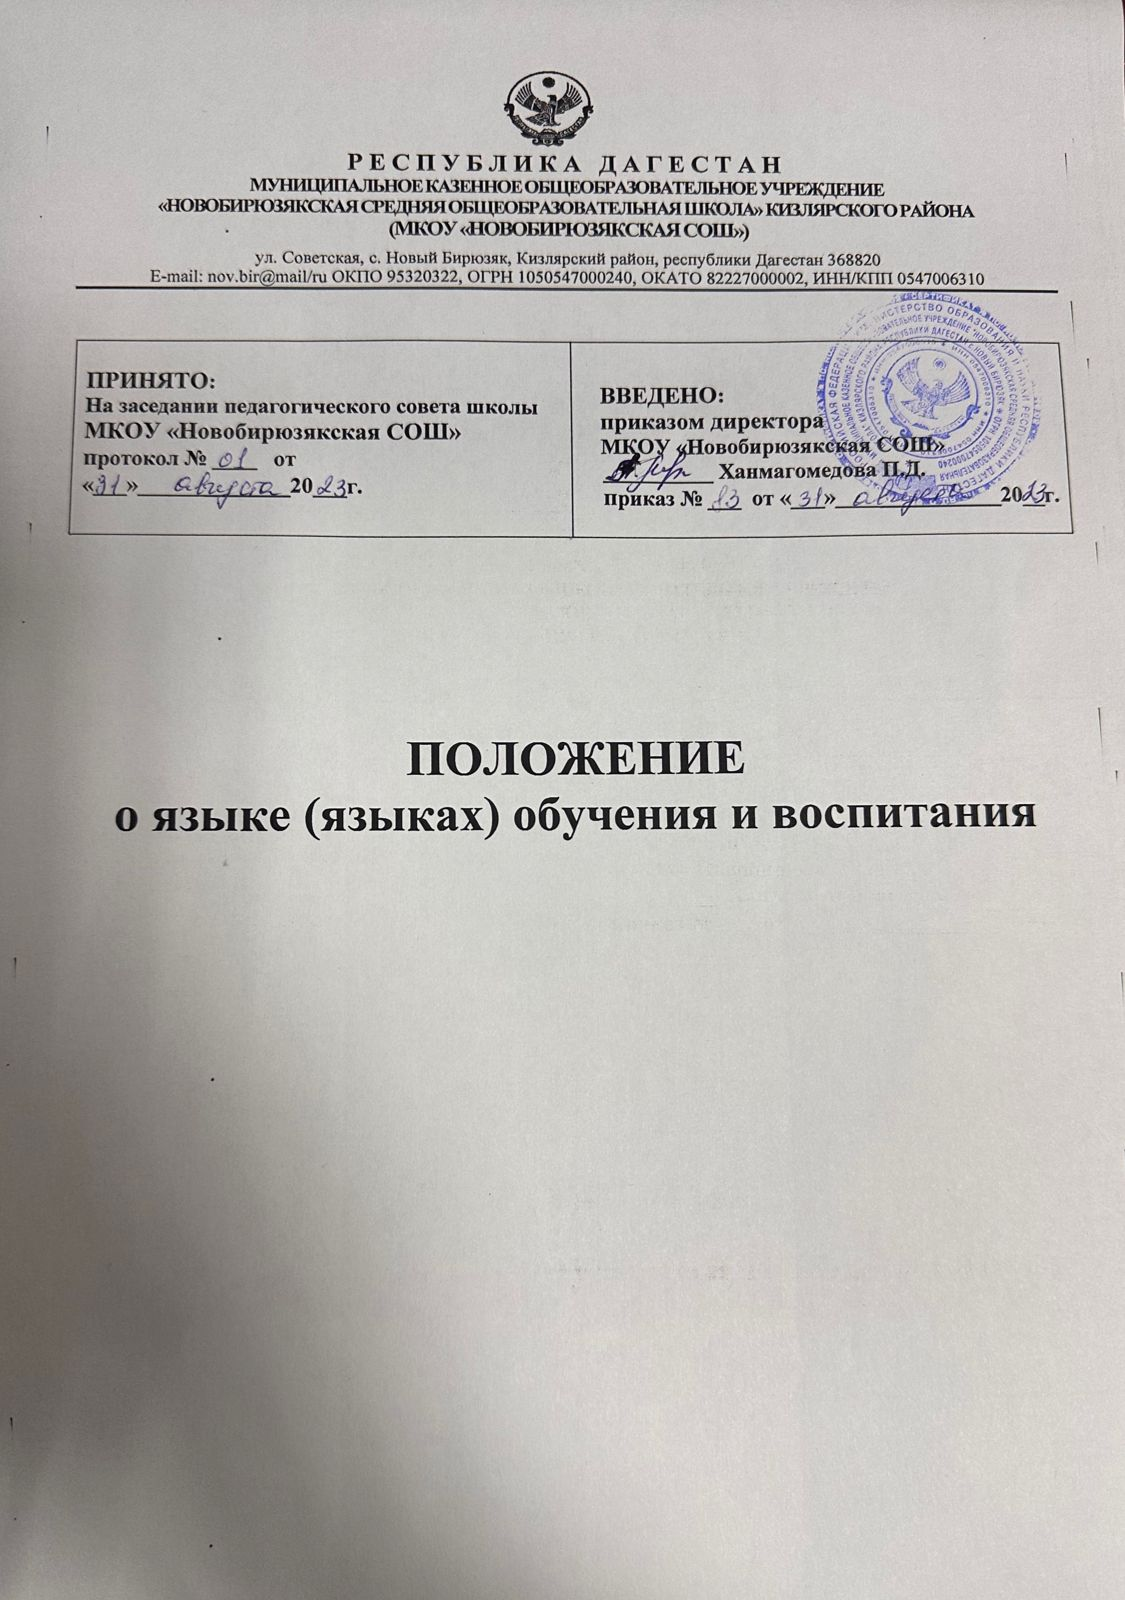 РЕСПУБЛИКА ДАГЕСТАН
МУНИЦИПАЛЬНОЕ КАЗЕННОЕ ОБЩЕОБРАЗОВАТЕЛЬНОЕ УЧРЕЖДЕНИЕ
«НОВОБИРЮЗЯКСКАЯ СРЕДНЯЯ ОБЩЕОБРАЗОВАТЕЛЬНАЯ ШКОЛА» КИЗЛЯРСКОГО РАЙОНА
(МКОУ «НОВОБИРЮЗЯКСКАЯ СОШ»)
ул. Советская, с. Новый Бирюзяк, Кизлярский район, республики Дагестан 368820
E-mail: nov.bir@mail/ru ОКПО 95320322, ОГРН 1050547000240, ОКАТО 82227000002, ИНН/КПП 0547006310
ПРИНЯТО:
На заседании педагогического совета школы
МКОУ «Новобирюзякская СОШ»
протокол № 01 от
«31» августа 2023г.
ВВЕДЕНО:
приказом директора
МКОУ «Новобирюзякская СОШ»
Ханмагомедова П.Д.
приказ № от «31» августа 2023г.
ПОЛОЖЕНИЕ
о языке (языках) обучения и воспитания